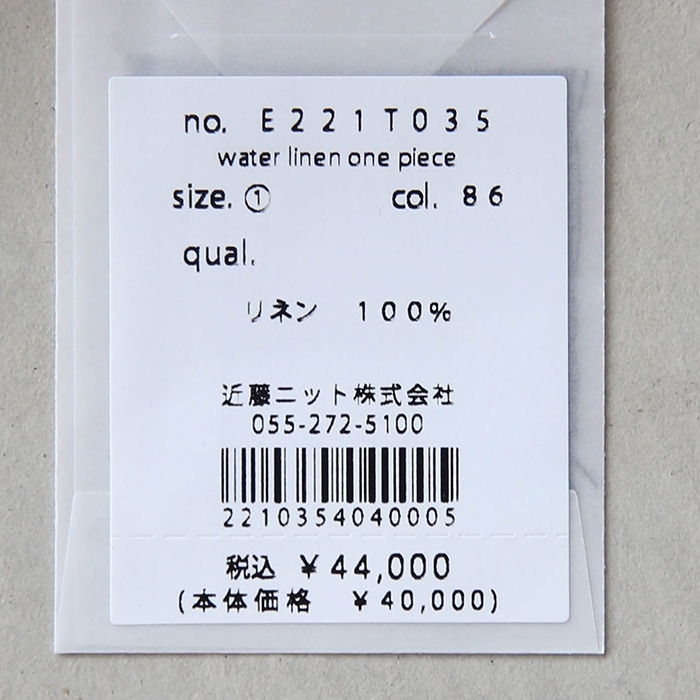 no. E221T035
water linen one piece
size. ① col. 86
qual.
リネン 100%
近藤ニット株式会社
055-272-5100
2210354040005
税込 ¥44,000
(本体価格 ¥40,000)